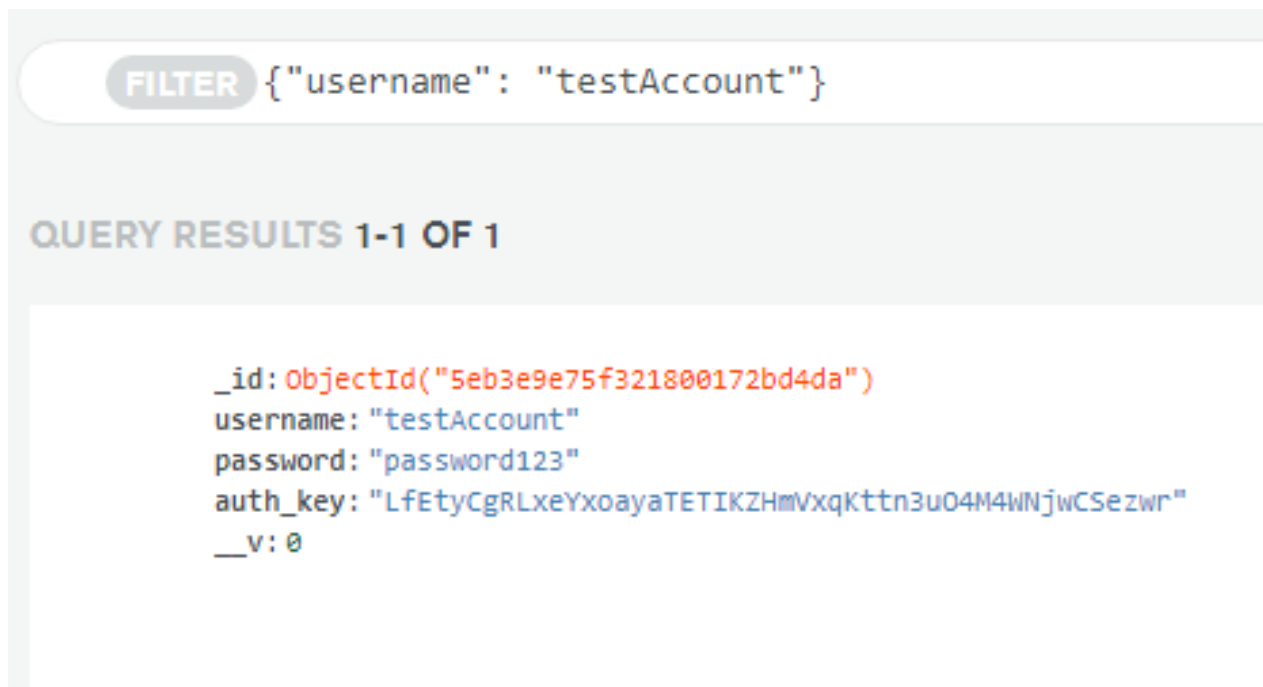 FILTER {"username": "testAccount"}
QUERY RESULTS 1-1 OF 1
_id: ObjectId("5eb3e9e75f321800172bd4da")
username: "testAccount"
password: "password123"
auth_key: "LfEtyCgRLxeYxoayaTETIKZHmVxqKttn3uO4M4WNjwCSezwr"
__v: 0